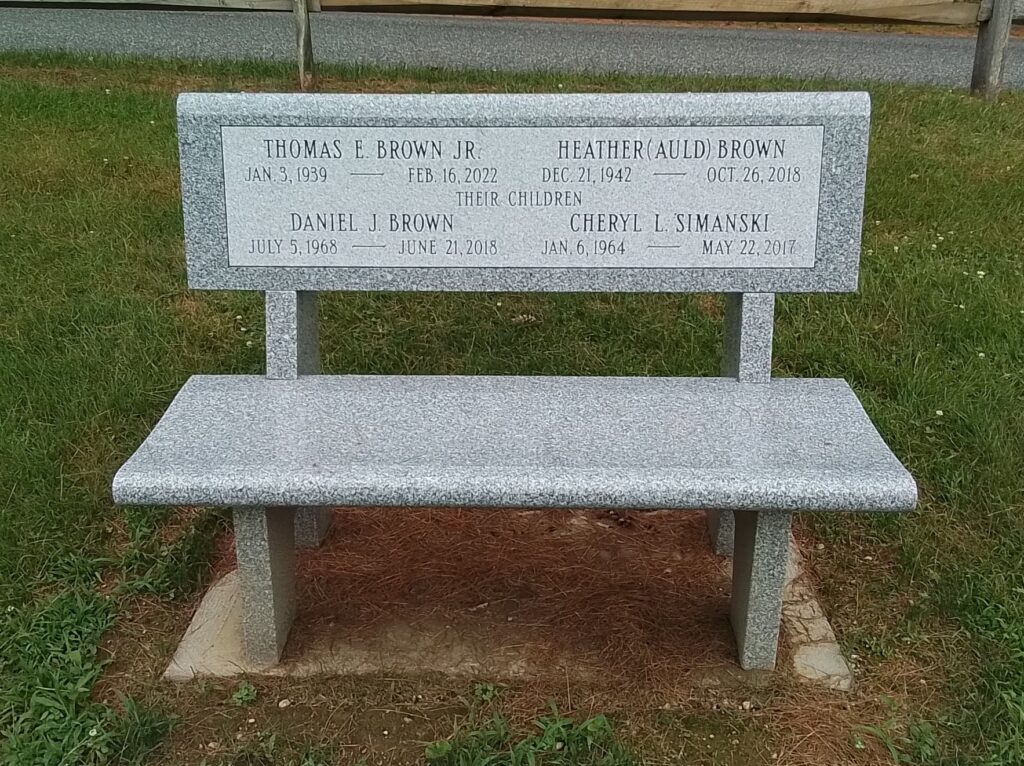 THOMAS E. BROWN JR. HEATHER (AULD) BROWN
JAN 3, 1939 — FEB. 16, 2022 DEC. 21, 1942 — OCT. 26, 2018
THEIR CHILDREN
DANIEL J. BROWN CHERYL L. SIMANSKI
JULY 5, 1968 — JUNE 21, 2018 JAN. 6, 1964 — MAY 22, 2017